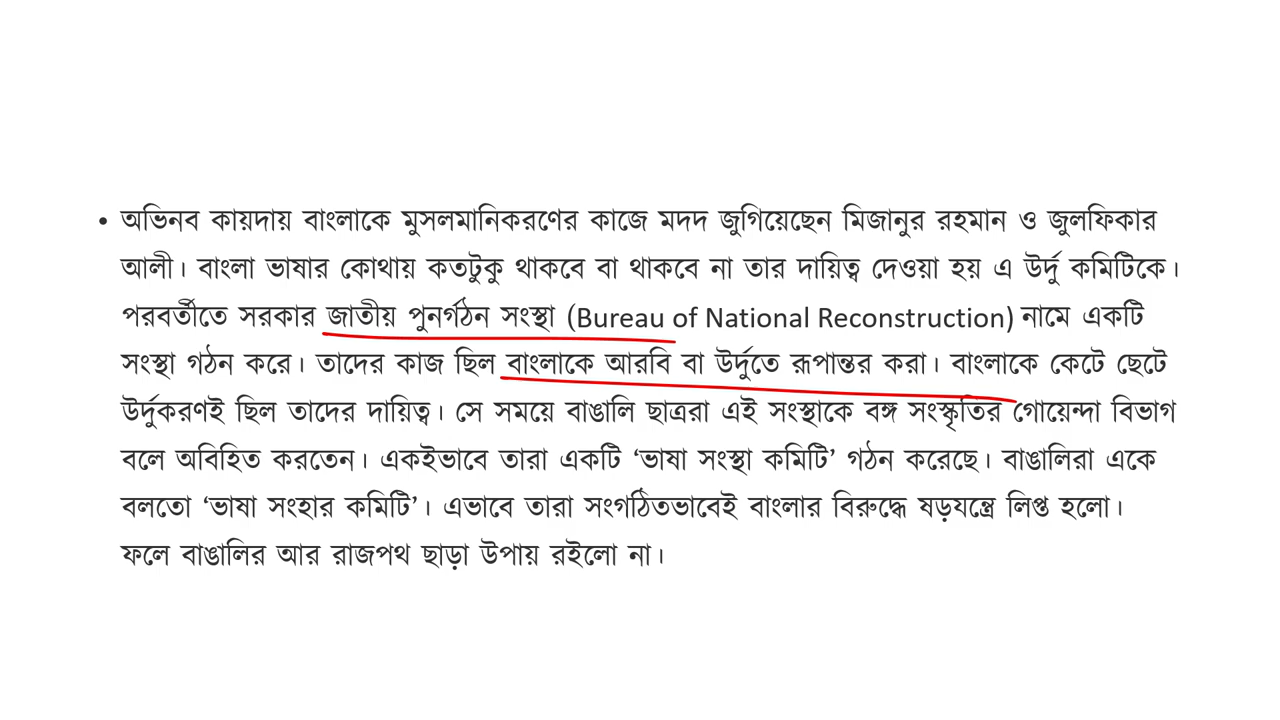 • অভিনব কায়দায় বাংলাকে মুসলমানিকরণের কাজে মদদ জুগিয়েছেন মিজানুর রহমান ও জুলফিকার
আলী। বাংলা ভাষার কোথায় কতটুকু থাকবে বা থাকবে না তার দায়িত্ব দেওয়া হয় এ উর্দু কমিটিকে।
পরবর্তীতে সরকার জাতীয় পুনর্গঠন সংস্থা (Bureau of National Reconstruction) নামে একটি
সংস্থা গঠন করে। তাদের কাজ ছিল বাংলাকে আরবি বা উর্দুতে রূপান্তর করা। বাংলাকে কেটে ছেটে
উর্দুকরণই ছিল তাদের দায়িত্ব। সে সময়ে বাঙালি ছাত্ররা এই সংস্থাকে বঙ্গ সংস্কৃতির গোয়েন্দা বিভাগ
বলে অবিহিত করতেন। একইভাবে তারা একটি ‘ভাষা সংস্থা কমিটি’ গঠন করেছে। বাঙালিরা একে
বলতো ‘ভাষা সংহার কমিটি’। এভাবে তারা সংগঠিতভাবেই বাংলার বিরুদ্ধে ষড়যন্ত্রে লিপ্ত হলো।
ফলে বাঙালির আর রাজপথ ছাড়া উপায় রইলো না।